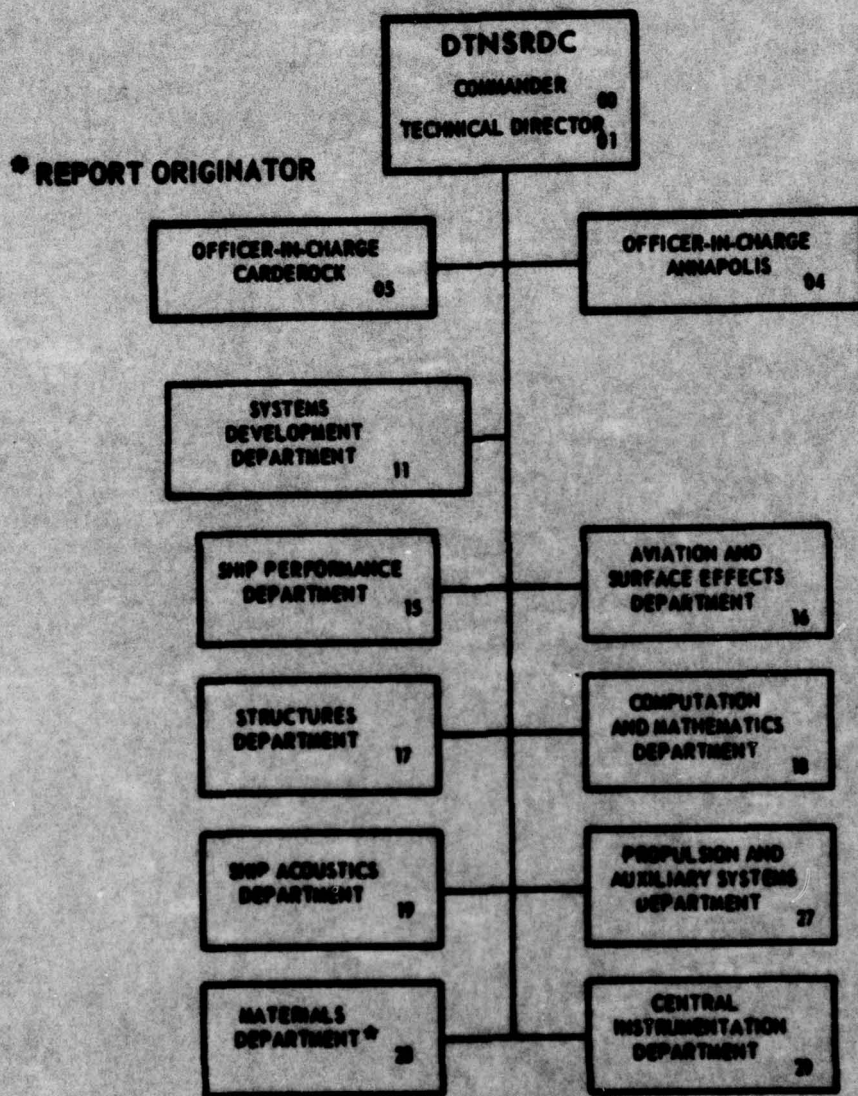 DTNSRDC
COMMANDER 00
TECHNICAL DIRECTOR 01
* REPORT ORIGINATOR
OFFICER-IN-CHARGE
CARDEROCK 05
OFFICER-IN-CHARGE
ANNAPOLIS 04
SYSTEMS
DEVELOPMENT
DEPARTMENT 11
SHIP PERFORMANCE
DEPARTMENT 15
AVIATION AND
SURFACE EFFECTS
DEPARTMENT 16
STRUCTURES
DEPARTMENT 17
COMPUTATION
AND MATHEMATICS
DEPARTMENT 18
SHIP ACOUSTICS
DEPARTMENT 19
PROPULSION AND
AUXILIARY SYSTEMS
DEPARTMENT 27
MATERIALS
DEPARTMENT * 28
CENTRAL
INSTRUMENTATION
DEPARTMENT